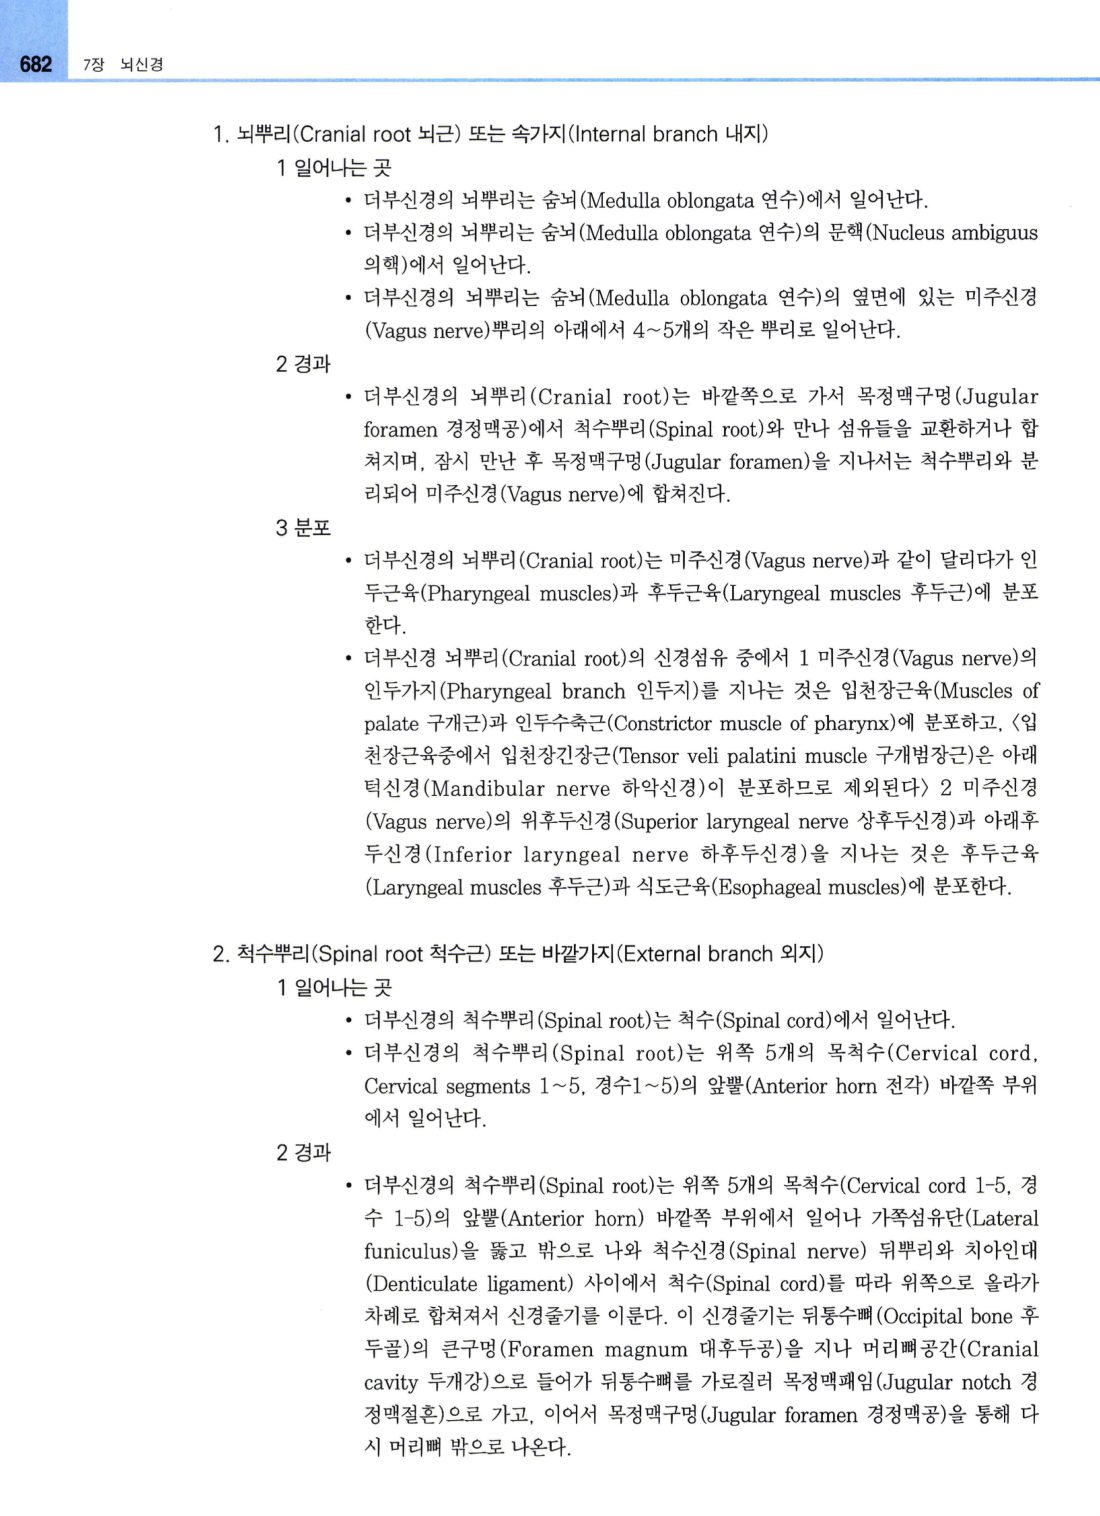 682 7장 뇌신경
1. 뇌뿌리(Cranial root 뇌근) 또는 속가지(Internal branch 내지)
1 일어나는 곳
• 더부신경의 뇌뿌리는 숨뇌(Medulla oblongata 연수)에서 일어난다.
• 더부신경의 뇌뿌리는 숨뇌(Medulla oblongata 연수)의 문핵(Nucleus ambiguus
의핵)에서 일어난다.
• 더부신경의 뇌뿌리는 숨뇌(Medulla oblongata 연수)의 옆면에 있는 미주신경
(Vagus nerve)뿌리의 아래에서 4~5개의 작은 뿌리로 일어난다.
2 경과
• 더부신경의 뇌뿌리(Cranial root)는 바깥쪽으로 가서 목정맥구멍(Jugular
foramen 경정맥공)에서 척수뿌리(Spinal root)와 만나 섬유들을 교환하거나 합
쳐지며, 잠시 만난 후 목정맥구멍(Jugular foramen)을 지나서는 척수뿌리와 분
리되어 미주신경(Vagus nerve)에 합쳐진다.
3 분포
• 더부신경의 뇌뿌리(Cranial root)는 미주신경(Vagus nerve)과 같이 달리다가 인
두근육(Pharyngeal muscles)과 후두근육(Laryngeal muscles 후두근)에 분포
한다.
• 더부신경 뇌뿌리(Cranial root)의 신경섬유 중에서 1 미주신경(Vagus nerve)의
인두가지(Pharyngeal branch 인두지)를 지나는 것은 입천장근육(Muscles of
palate 구개근)과 인두수축근(Constrictor muscle of pharynx)에 분포하고, 〈입
천장근육중에서 입천장긴장근(Tensor veli palatini muscle 구개범장근)은 아래
턱신경(Mandibular nerve 하악신경)이 분포하므로 제외된다〉 2 미주신경
(Vagus nerve)의 위후두신경(Superior laryngeal nerve 상후두신경)과 아래후
두신경(Inferior laryngeal nerve 하후두신경)을 지나는 것은 후두근육
(Laryngeal muscles 후두근)과 식도근육(Esophageal muscles)에 분포한다.
2. 척수뿌리(Spinal root 척수근) 또는 바깥가지(External branch 외지)
1 일어나는 곳
• 더부신경의 척수뿌리(Spinal root)는 척수(Spinal cord)에서 일어난다.
• 더부신경의 척수뿌리(Spinal root)는 위쪽 5개의 목척수(Cervical cord,
Cervical segments 1~5, 경수1~5)의 앞뿔(Anterior horn 전각) 바깥쪽 부위
에서 일어난다.
2 경과
• 더부신경의 척수뿌리(Spinal root)는 위쪽 5개의 목척수(Cervical cord 1-5, 경
수 1-5)의 앞뿔(Anterior horn) 바깥쪽 부위에서 일어나 가쪽섬유단(Lateral
funiculus)을 뚫고 밖으로 나와 척수신경(Spinal nerve) 뒤뿌리와 치아인대
(Denticulate ligament) 사이에서 척수(Spinal cord)를 따라 위쪽으로 올라가
차례로 합쳐져서 신경줄기를 이룬다. 이 신경줄기는 뒤통수뼈(Occipital bone 후
두골)의 큰구멍(Foramen magnum 대후두공)을 지나 머리뼈공간(Cranial
cavity 두개강)으로 들어가 뒤통수뼈를 가로질러 목정맥패임(Jugular notch 경
정맥절흔)으로 가고, 이어서 목정맥구멍(Jugular foramen 경정맥공)을 통해 다
시 머리뼈 밖으로 나온다.